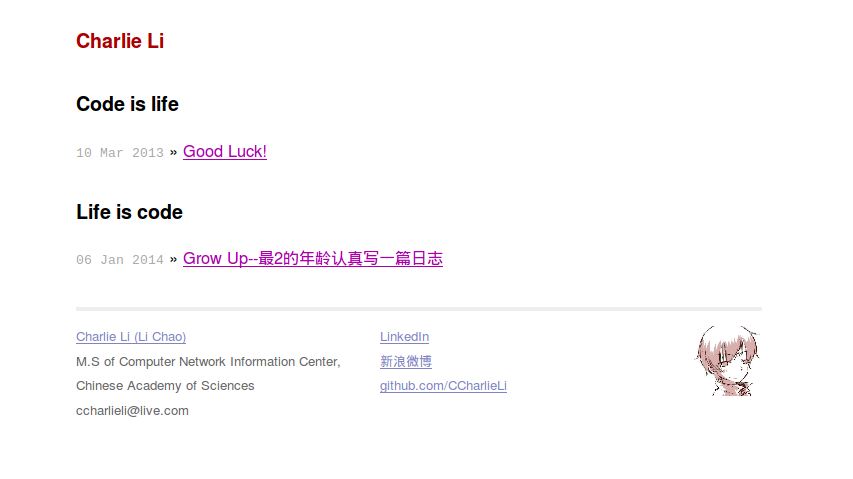 Charlie Li
Code is life
10 Mar 2013 » Good Luck!
Life is code
06 Jan 2014 » Grow Up--最2的年龄认真写一篇日志
Charlie Li (Li Chao)
M.S of Computer Network Information Center,
Chinese Academy of Sciences
ccharlieli@live.com
LinkedIn
新浪微博
github.com/CCharlieLi